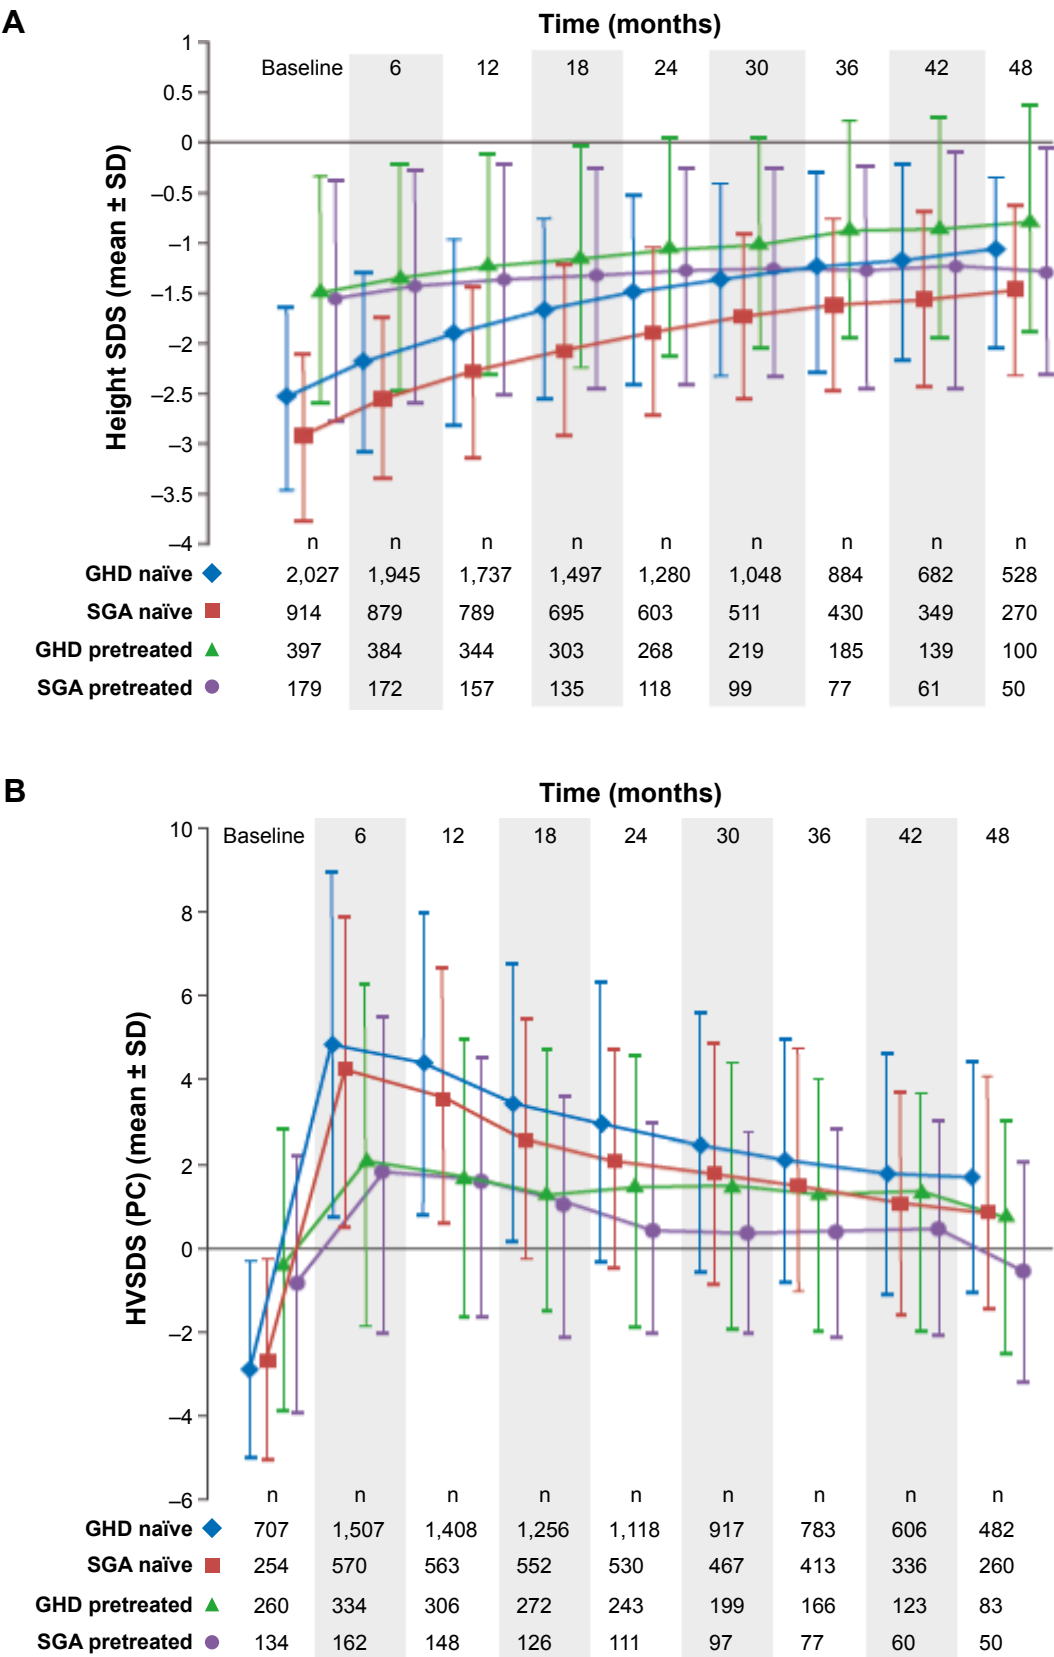 A
Time (months)
Baseline 6 12 18 24 30 36 42 48
Height SDS (mean ± SD)
1
0.5
0
–0.5
–1
–1.5
–2
–2.5
–3
–3.5
–4
n n n n n n n n n
GHD naïve 2,027 1,945 1,737 1,497 1,280 1,048 884 682 528
SGA naïve 914 879 789 695 603 511 430 349 270
GHD pretreated 397 384 344 303 268 219 185 139 100
SGA pretreated 179 172 157 135 118 99 77 61 50
B
Time (months)
Baseline 6 12 18 24 30 36 42 48
HVSDS (PC) (mean ± SD)
10
8
6
4
2
0
–2
–4
–6
n n n n n n n n n
GHD naïve 707 1,507 1,408 1,256 1,118 917 783 606 482
SGA naïve 254 570 563 552 530 467 413 336 260
GHD pretreated 260 334 306 272 243 199 166 123 83
SGA pretreated 134 162 148 126 111 97 77 60 50